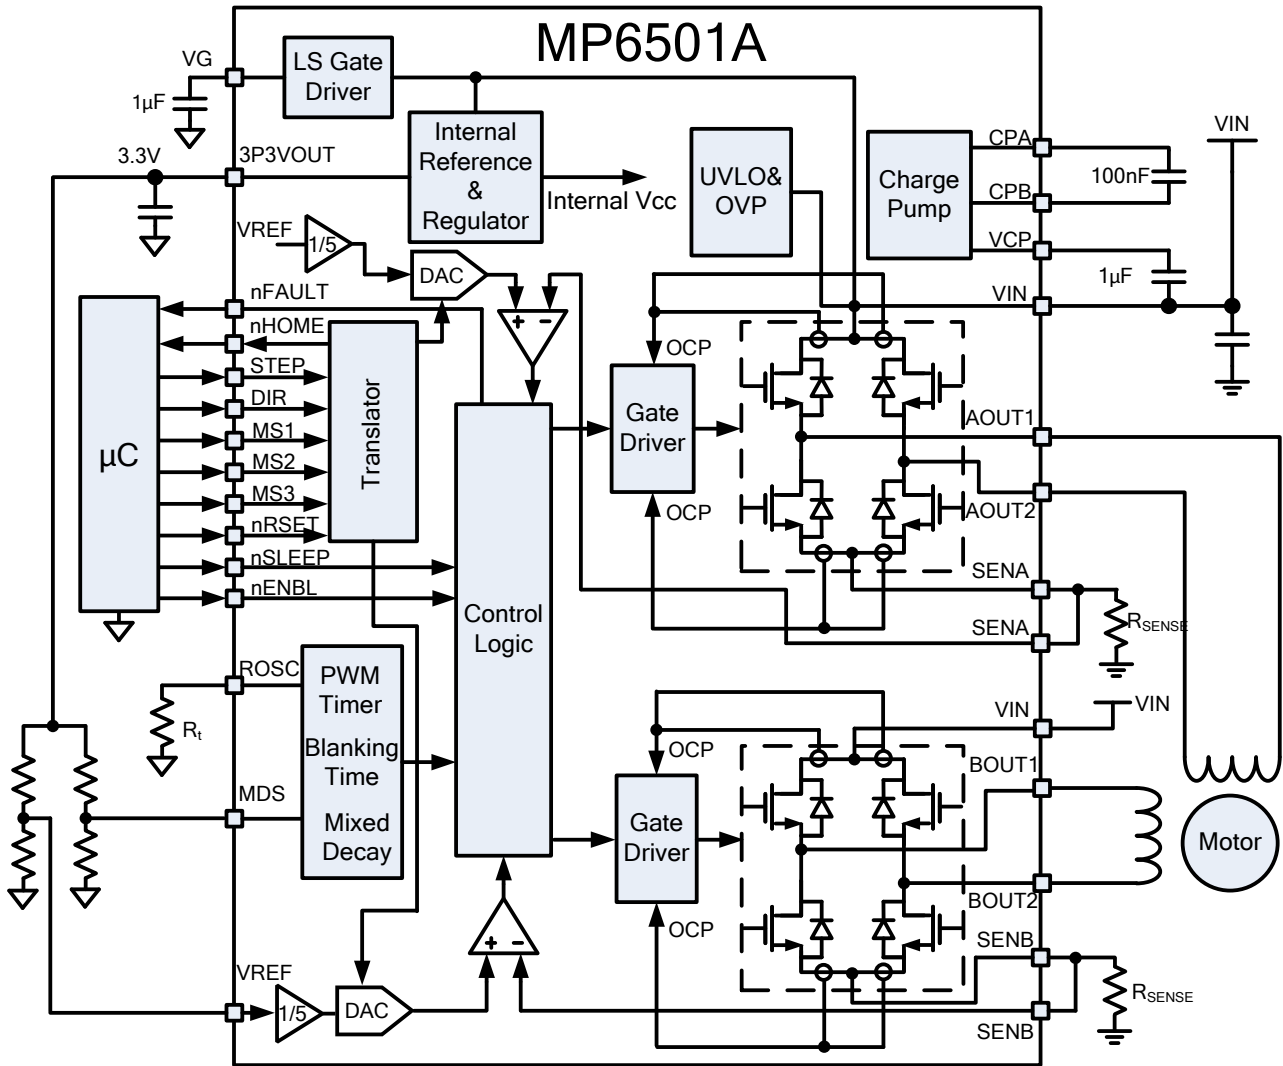 MP6501A
VG
LS Gate
Driver
1µF
Internal
Reference
&
Regulator
3.3V
3P3VOUT
Internal Vcc
UVLO&
OVP
Charge
Pump
CPA
CPB
VCP
100nF
1µF
VIN
VIN
VREF
1/5
DAC
+ -
nFAULT
nHOME
STEP
DIR
MS1
MS2
MS3
nRSET
nSLEEP
nENBL
µC
Translator
Control
Logic
OCP
Gate
Driver
OCP
AOUT1
AOUT2
SENA
SENA
RSENSE
ROSC
Rt
MDS
PWM
Timer
Blanking
Time
Mixed
Decay
VIN
VIN
OCP
Gate
Driver
OCP
BOUT1
BOUT2
Motor
SENB
SENB
RSENSE
+ -
VREF
1/5
DAC